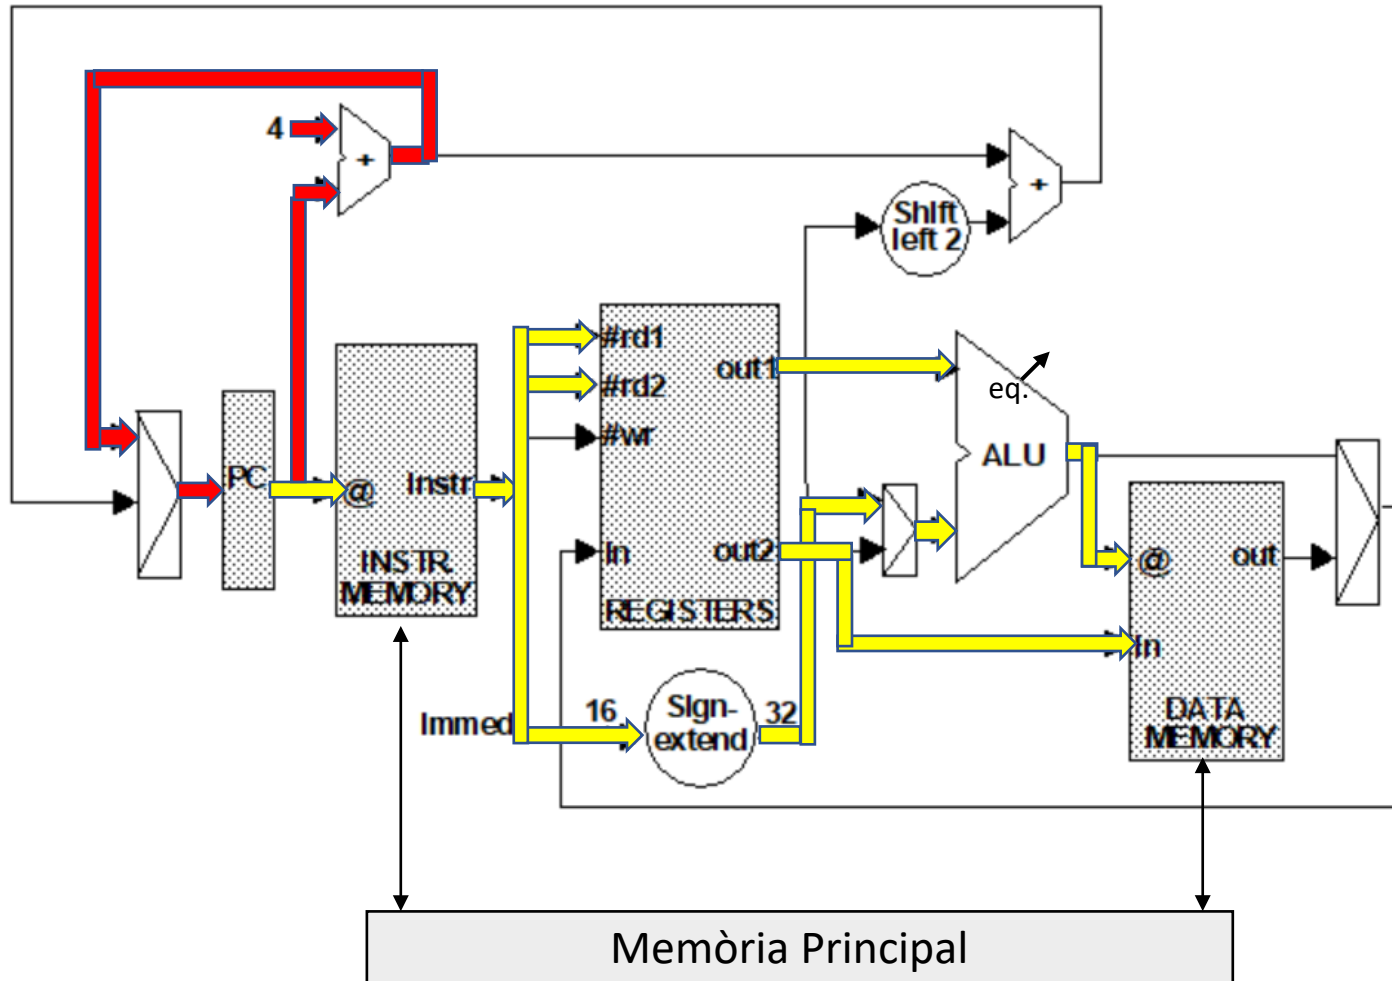 4
+
+
Shift
left 2
#rd1
#rd2
#wr
In
out1
out2
REGISTERS
eq.
ALU
PC
@
Instr
INSTR.
MEMORY
@
out
In
DATA
MEMORY
Immed
16
Sign-
extend
32
Memòria Principal